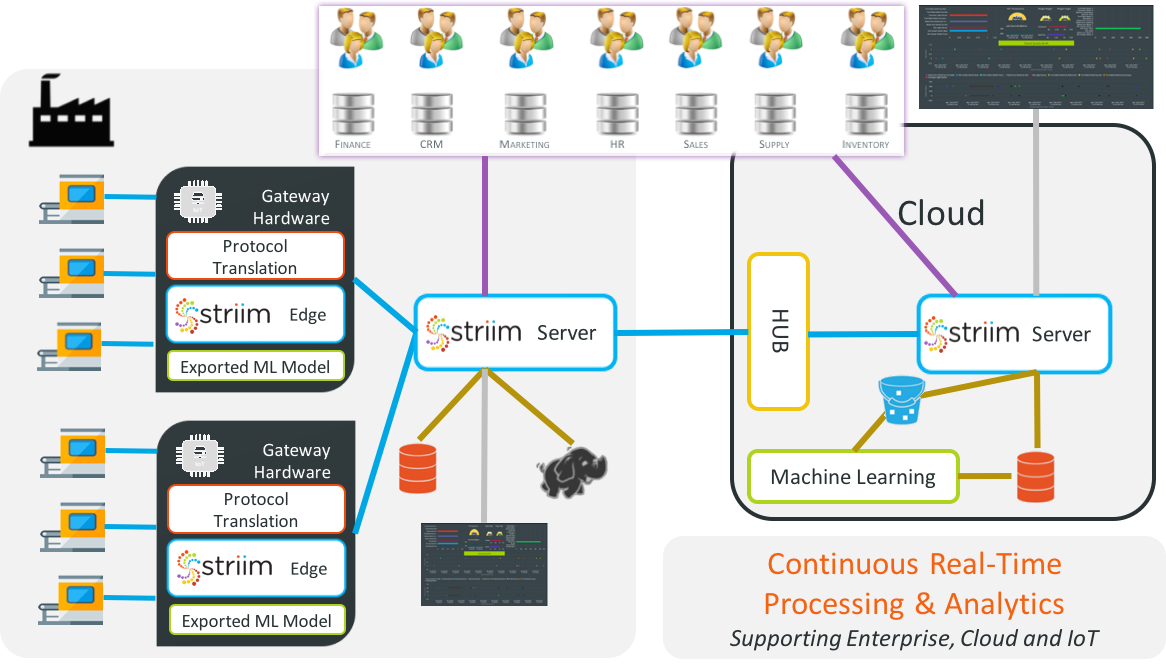 FINANCE
CRM
MARKETING
HR
SALES
SUPPLY
INVENTORY
Gateway
Hardware
Protocol
Translation
striim Edge
Exported ML Model
Gateway
Hardware
Protocol
Translation
striim Edge
Exported ML Model
striim Server
HUB
Cloud
striim Server
Machine Learning
Continuous Real-Time
Processing & Analytics
Supporting Enterprise, Cloud and IoT